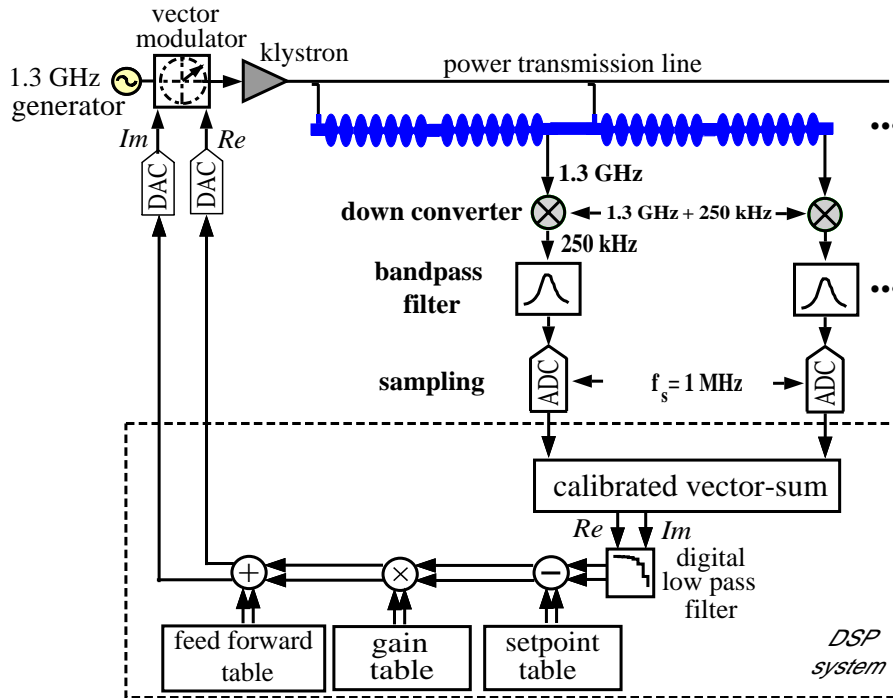 vector
modulator
klystron
1.3 GHz
generator
power transmission line
Im
Re
DAC
DAC
1.3 GHz
down converter
1.3 GHz + 250 kHz
250 kHz
bandpass
filter
sampling
ADC
f s = 1 MHz
ADC
calibrated vector-sum
Re
Im
digital
low pass
filter
feed forward
table
gain
table
setpoint
table
DSP
system